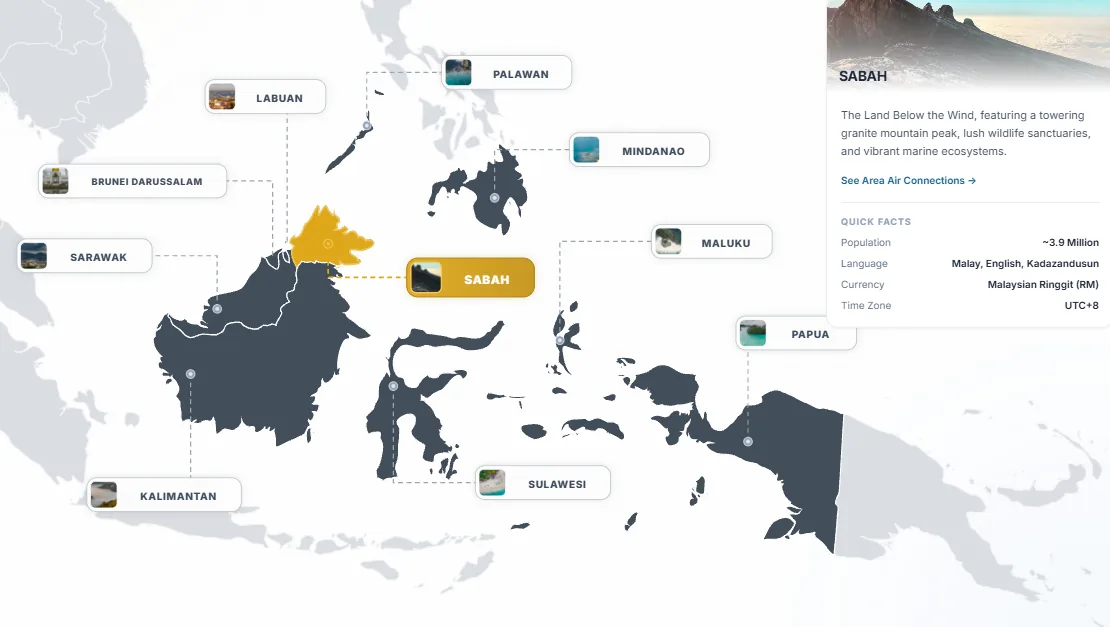 PALAWAN
LABUAN
MINDANAO
BRUNEI DARUSSALAM
MALUKU
SARAWAK
SABAH
PAPUA
SULAWESI
KALIMANTAN
SABAH
The Land Below the Wind, featuring a towering
granite mountain peak, lush wildlife sanctuaries,
and vibrant marine ecosystems.
See Area Air Connections →
QUICK FACTS
Population ~3.9 Million
Language Malay, English, Kadazandusun
Currency Malaysian Ringgit (RM)
Time Zone UTC+8